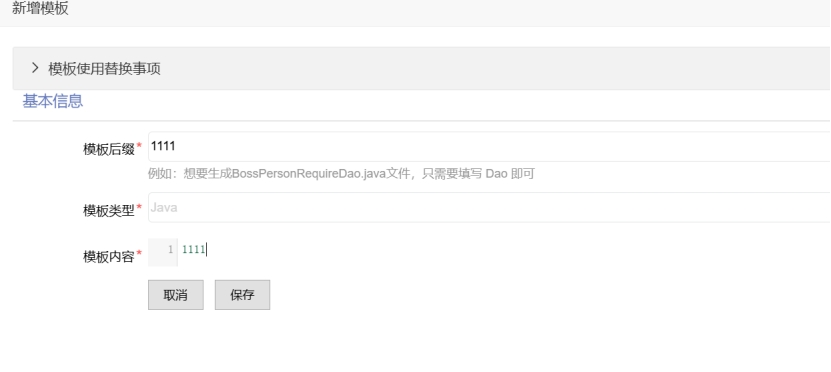 新增模板
模板使用替换事项
基本信息
模板后缀* 1111
例如：想要生成BossPersonRequireDao.java文件，只需要填写 Dao 即可
模板类型* Java
模板内容* 1 1111
取消 保存